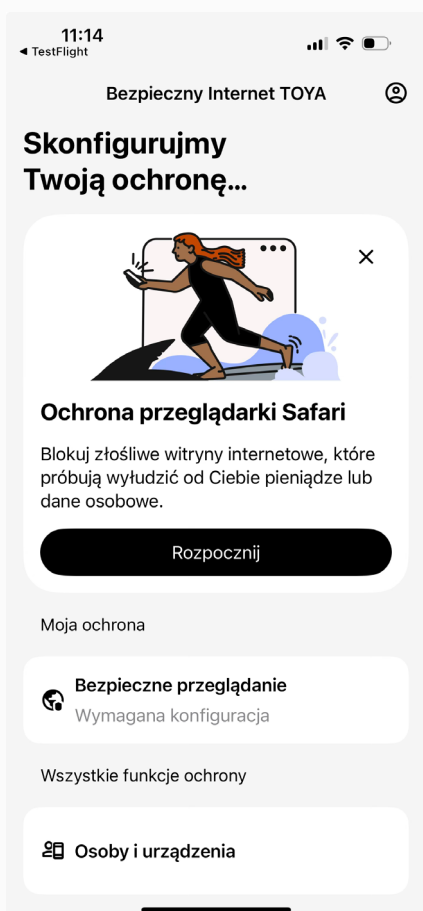 11:14
◀ TestFlight
Bezpieczny Internet TOYA
Skonfigurujmy
Twoją ochronę...
Ochrona przeglądarki Safari
Blokuj złośliwe witryny internetowe, które
próbują wyłudzić od Ciebie pieniądze lub
dane osobowe.
Rozpocznij
Moja ochrona
Bezpieczne przeglądanie
Wymagana konfiguracja
Wszystkie funkcje ochrony
Osoby i urządzenia